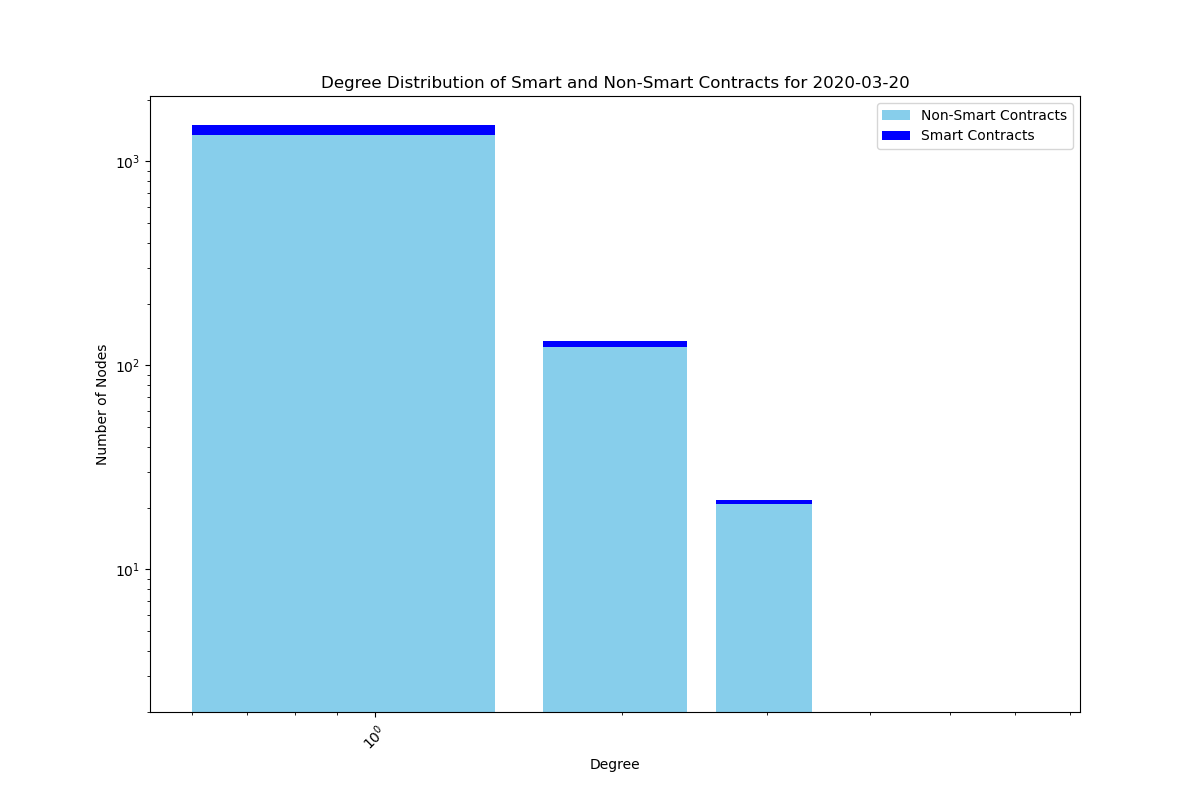 Degree Distribution of Smart and Non-Smart Contracts for 2020-03-20
Non-Smart Contracts
Smart Contracts
Number of Nodes
10³
10²
10¹
10⁰
Degree